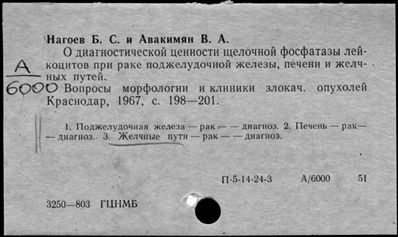 Нагоев Б. С. и Авакимян В. А.
О диагностической ценности щелочной фосфатазы лей-
коцитов при раке поджелудочной железы, печени и желч-
ных путей.
А
6000
Вопросы морфологии и клиники злокач. опухолей
Краснодар, 1967, с. 198—201.
1. Поджелудочная железа — рак — — диагноз. 2. Печень — рак —
— диагноз. 3. Желчные пути — рак — — диагноз.
П-5-14-24-3 А/6000 51
3250—803 ГЦНМБ